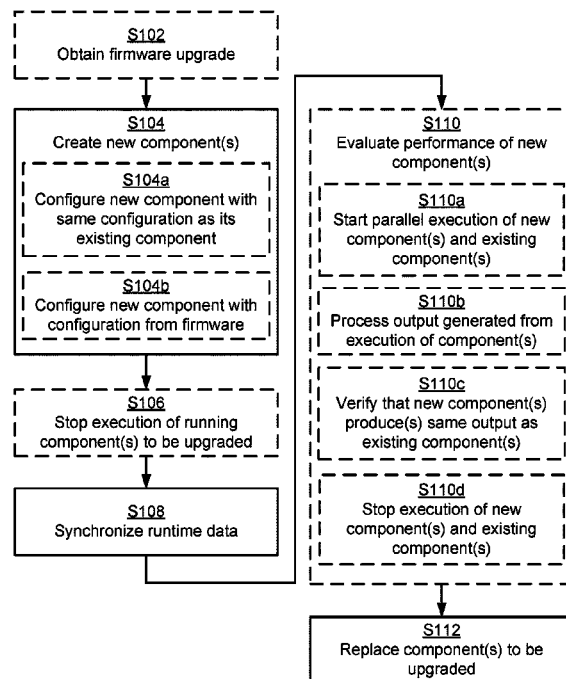 S102
Obtain firmware upgrade
S104
Create new component(s)
S104a
Configure new component with
same configuration as its
existing component
S104b
Configure new component with
configuration from firmware
S106
Stop execution of running
component(s) to be upgraded
S108
Synchronize runtime data
S110
Evaluate performance of new
component(s)
S110a
Start parallel execution of new
component(s) and existing
component(s)
S110b
Process output generated from
execution of component(s)
S110c
Verify that new component(s)
produce(s) same output as
existing component(s)
S110d
Stop execution of new
component(s) and existing
component(s)
S112
Replace component(s) to be
upgraded